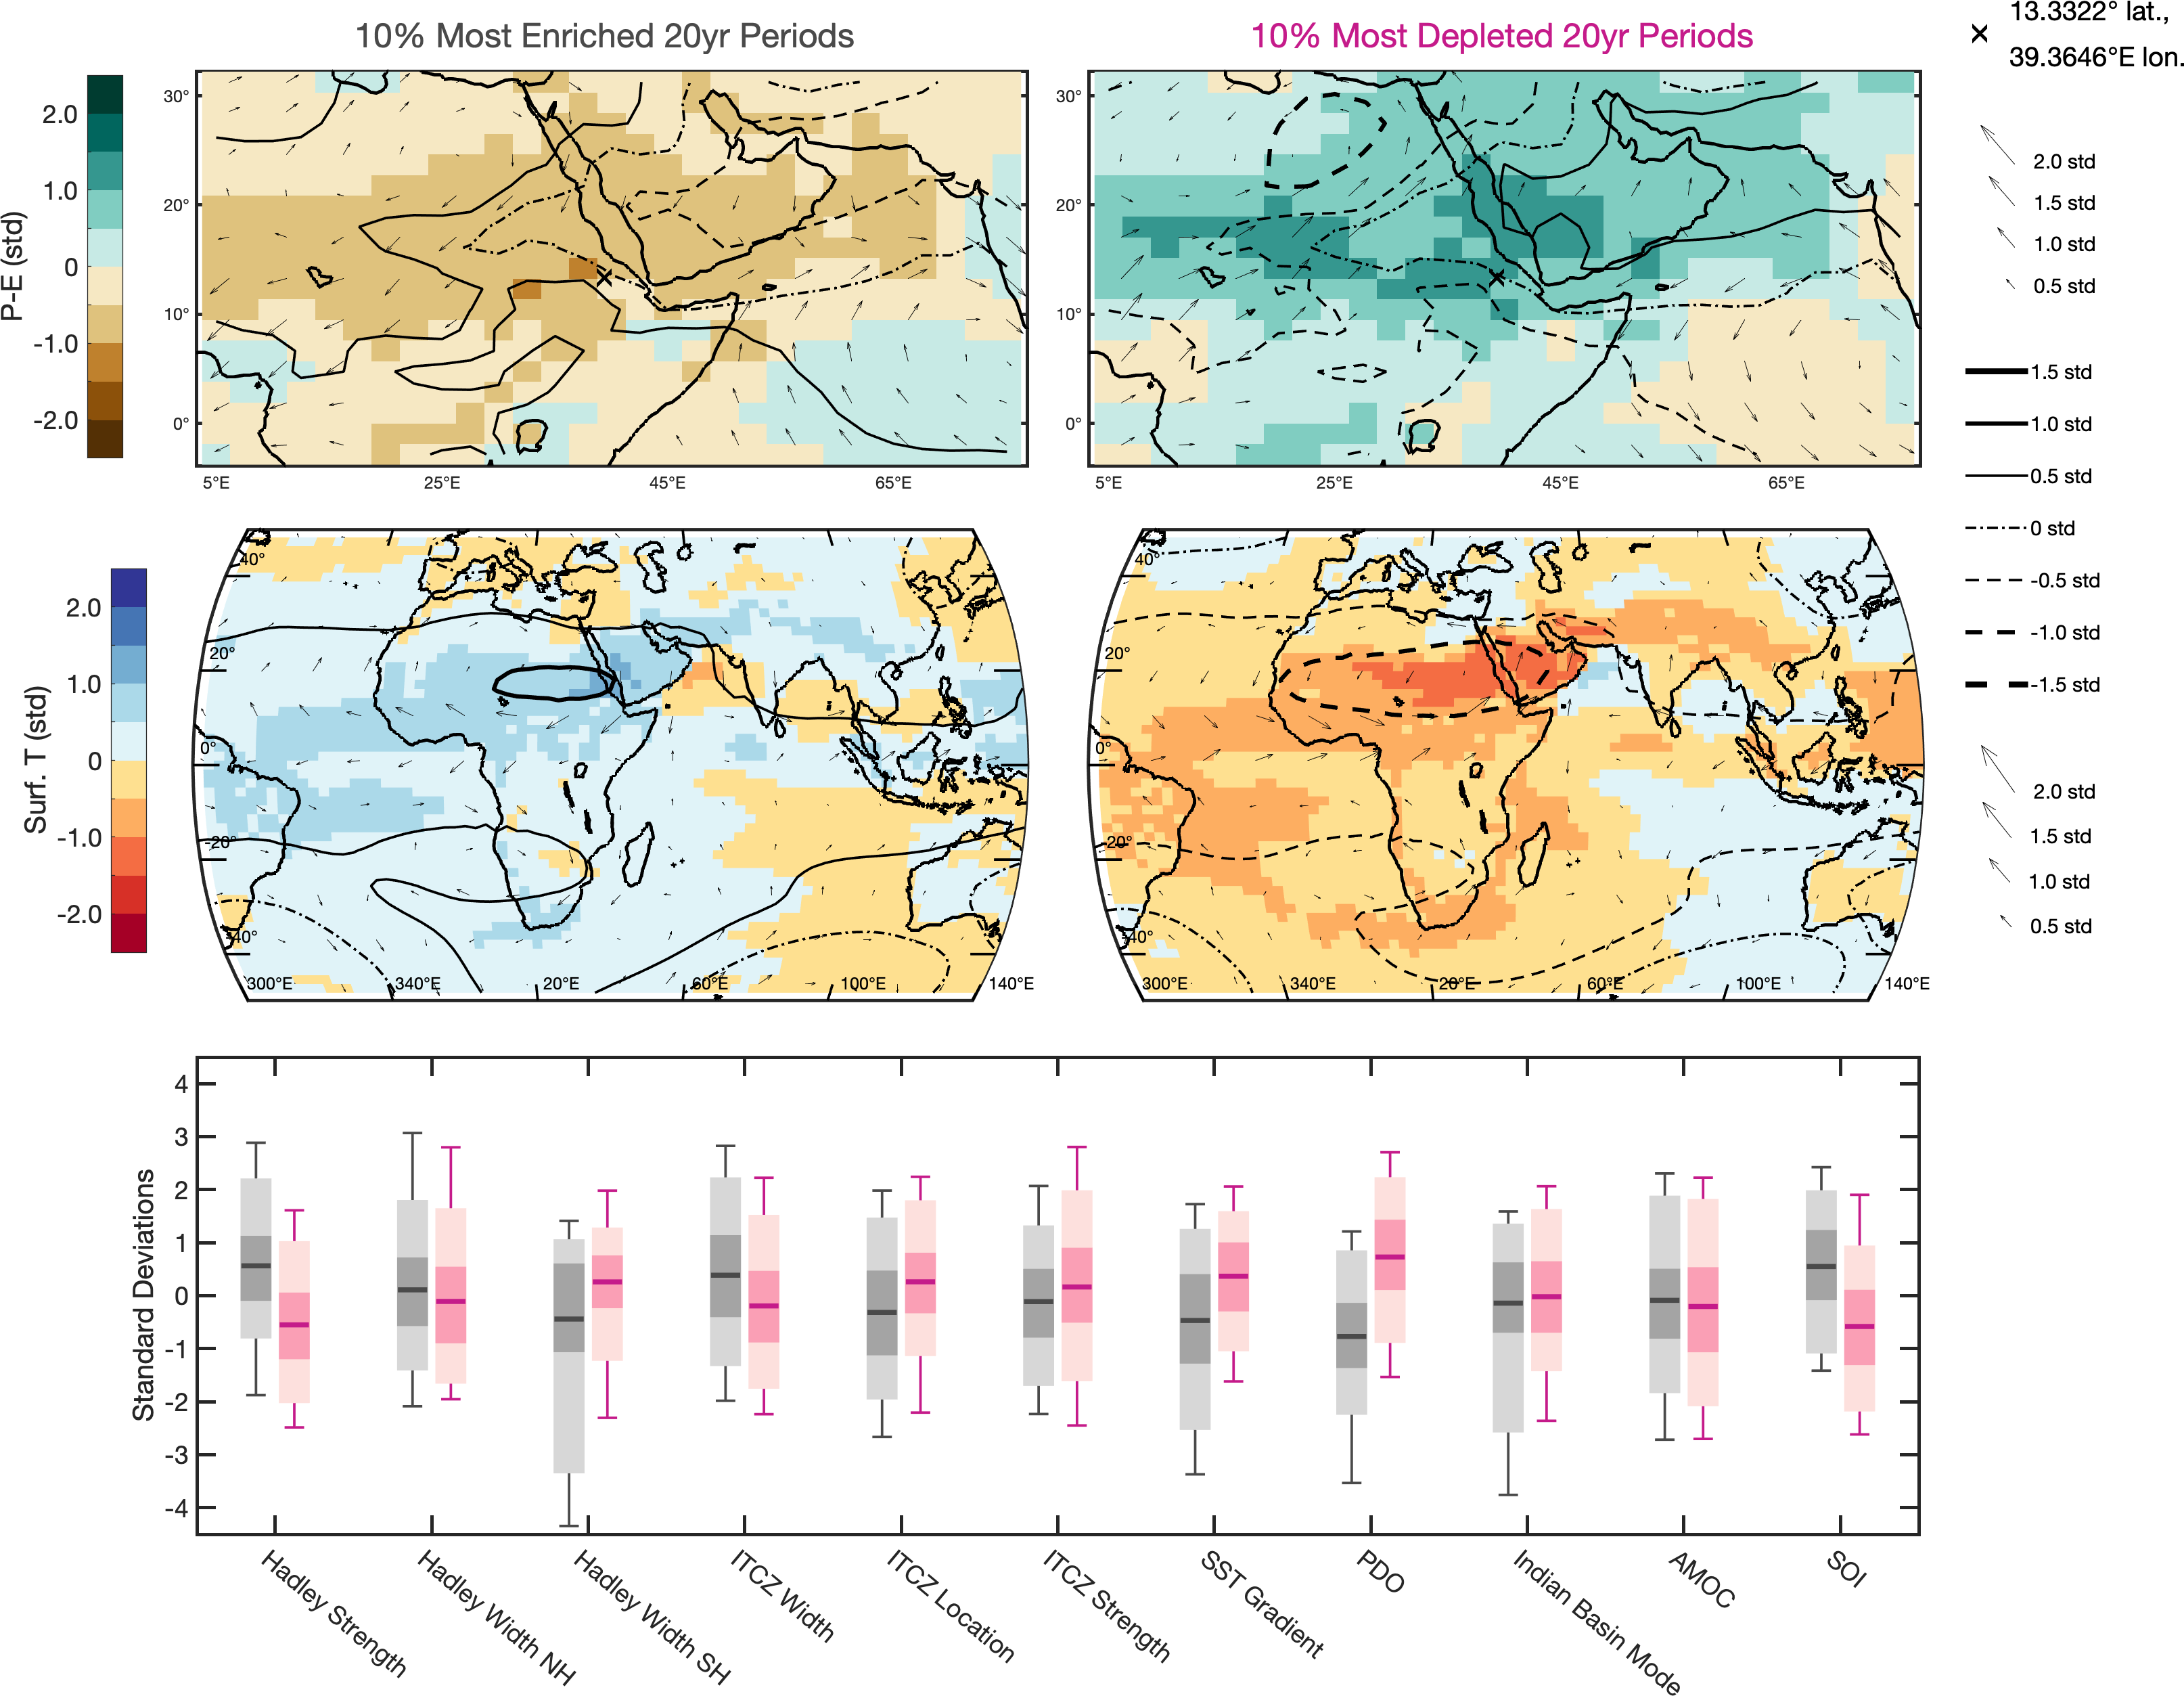 10% Most Enriched 20yr Periods
10% Most Depleted 20yr Periods
13.3322° lat.,
39.3646°E lon.
P-E (std)
2.0
1.0
0
-1.0
-2.0
30°
20°
10°
0°
5°E
25°E
45°E
65°E
30°
20°
10°
0°
5°E
25°E
45°E
65°E
2.0 std
1.5 std
1.0 std
0.5 std
1.5 std
1.0 std
0.5 std
0 std
-0.5 std
-1.0 std
-1.5 std
Surf. T (std)
2.0
1.0
0
-1.0
-2.0
40°
20°
0°
-20°
-40°
300°E
340°E
20°E
60°E
100°E
140°E
40°
20°
0°
-20°
-40°
300°E
340°E
20°E
60°E
100°E
140°E
2.0 std
1.5 std
1.0 std
0.5 std
Standard Deviations
4
3
2
1
0
-1
-2
-3
-4
Hadley Strength
Hadley Width NH
Hadley Width SH
ITCZ Width
ITCZ Location
ITCZ Strength
SST Gradient
PDO
Indian Basin Mode
AMOC
SOI